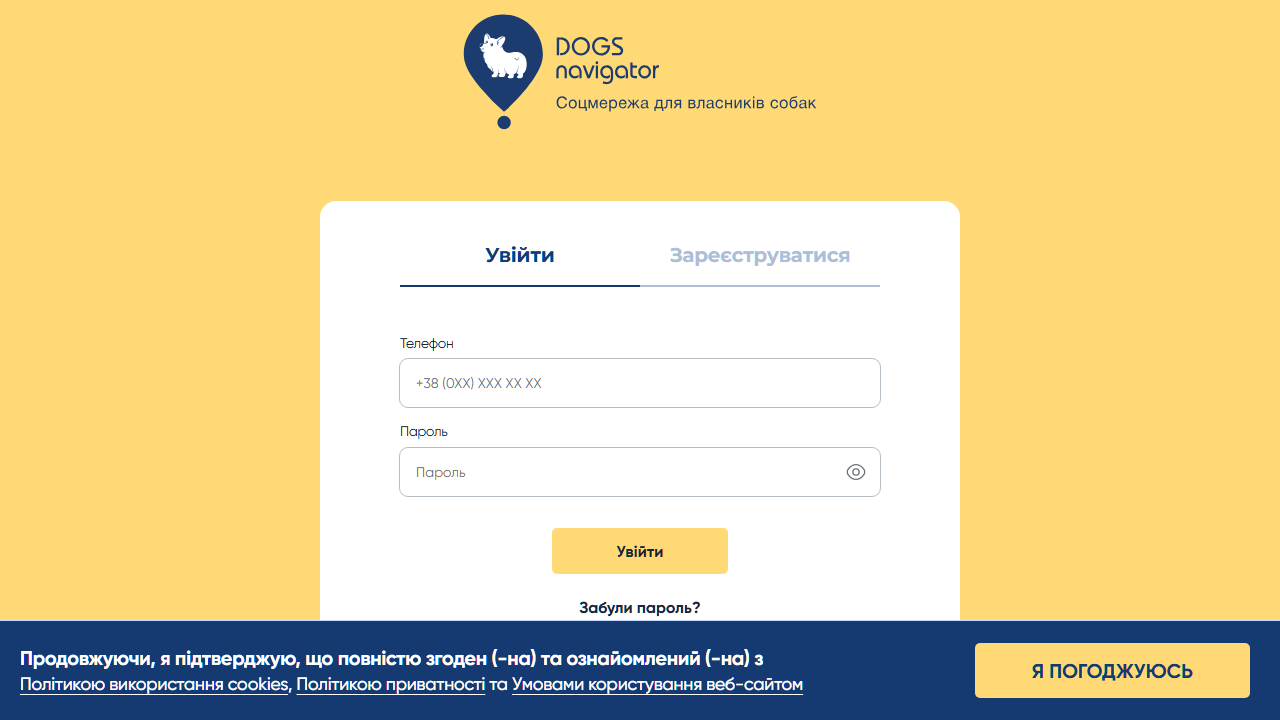 DOGS
navigator
Соцмережа для власників собак
Увійти
Зареєструватися
Телефон
+38 (0XX) XXX XX XX
Пароль
Пароль
Увійти
Забули пароль?
Продовжуючи, я підтверджую, що повністю згоден (-на) та ознайомлений (-на) з
Політикою використання cookies, Політикою приватності та Умовами користування веб-сайтом
Я ПОГОДЖУЮСЬ